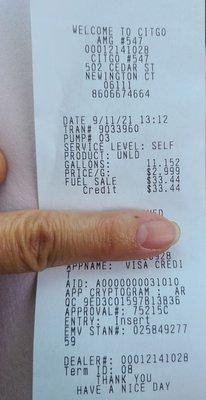 WELCOME TO CITGO
AMG #547
00012141028
CITGO #547
502 CEDAR ST
NEWINGTON CT
06111
8606674664
DATE 9/11/21 13:12
TRAN# 9033960
PUMP# 03
SERVICE LEVEL: SELF
PRODUCT: UNLD
GALLONS: 11.152
PRICE/G: $2.999
FUEL SALE $33.44
Credit $33.44
APPNAME: VISA CREDI
T
AID: A0000000031010
APP CRYPTOGRAM : AR
QC 9ED3C01597B13B36
APPROVAL#: 75215C
ENTRY: Insert
EMV STAN#: 025849277
59
DEALER#: 00012141028
Term ID: 08
THANK YOU
HAVE A NICE DAY